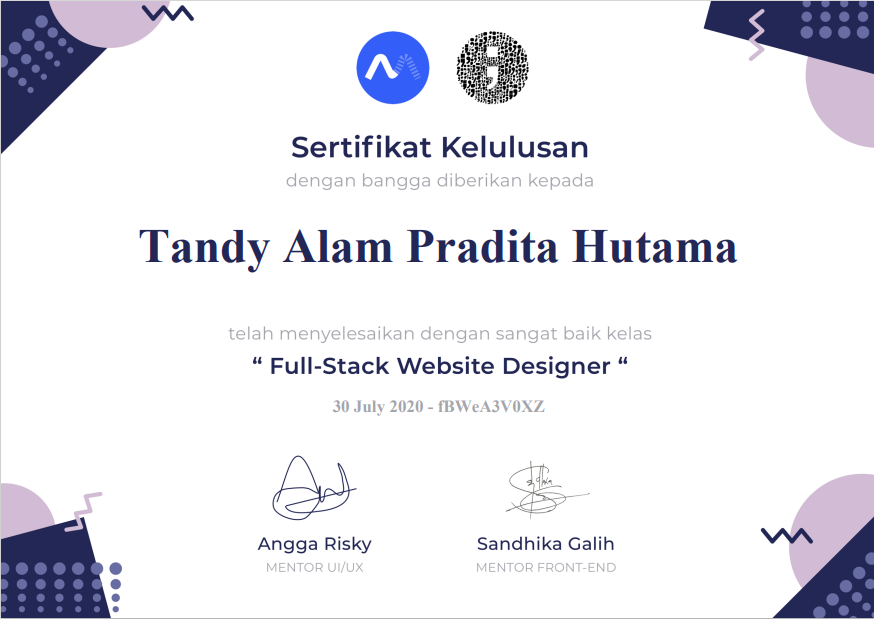 Sertifikat Kelulusan
dengan bangga diberikan kepada
Tandy Alam Pradita Hutama
telah menyelesaikan dengan sangat baik kelas
“ Full-Stack Website Designer “
30 July 2020 - fBWeA3V0XZ
Angga Risky
MENTOR UI/UX
Sandhika Galih
MENTOR FRONT-END